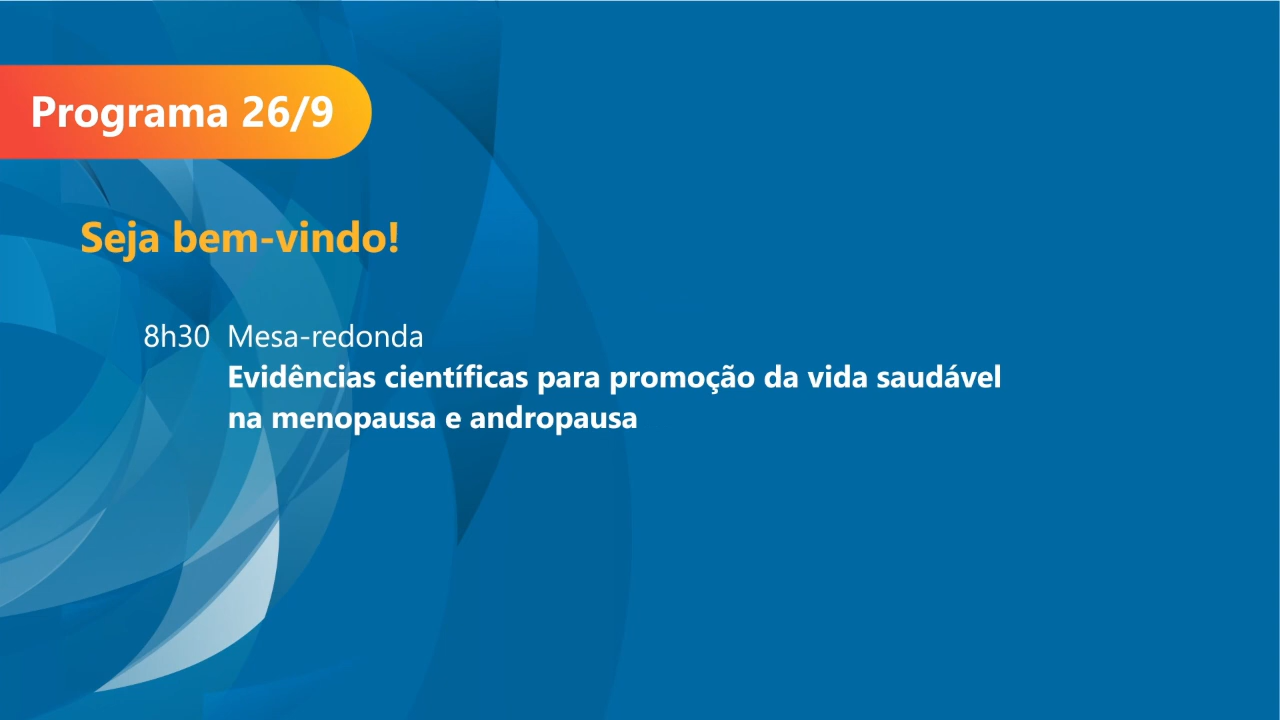 Programa 26/9
Seja bem-vindo!
8h30 Mesa-redonda
Evidências científicas para promoção da vida saudável
na menopausa e andropausa